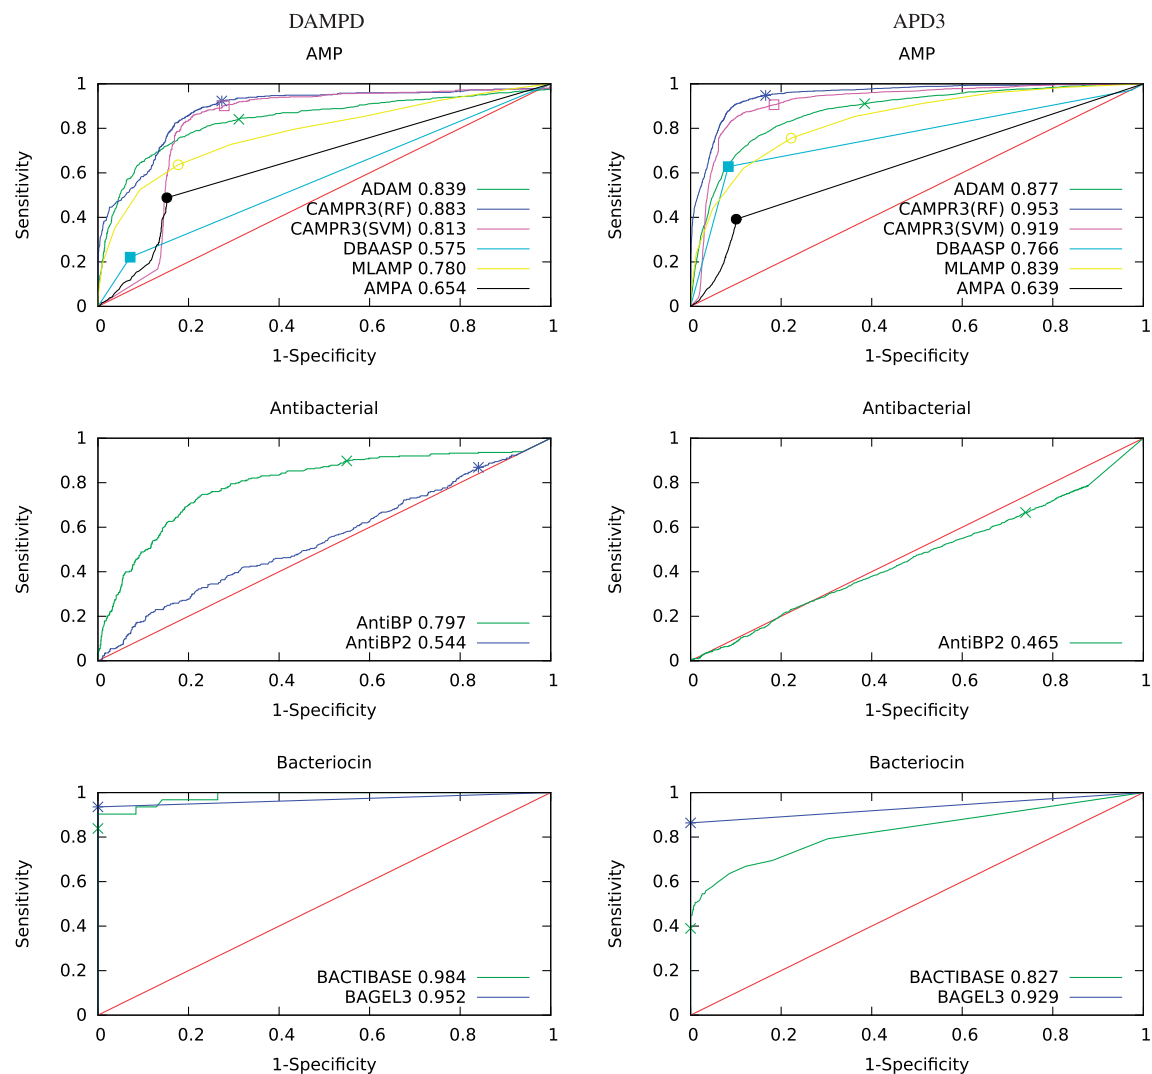 DAMPD
APD3
AMP
AMP
1
0.8
0.6
0.4
0.2
0
Sensitivity
ADAM 0.839
CAMPR3(RF) 0.883
CAMPR3(SVM) 0.813
DBAASP 0.575
MLAMP 0.780
AMPA 0.654
0 0.2 0.4 0.6 0.8 1
1-Specificity
1
0.8
0.6
0.4
0.2
0
Sensitivity
ADAM 0.877
CAMPR3(RF) 0.953
CAMPR3(SVM) 0.919
DBAASP 0.766
MLAMP 0.839
AMPA 0.639
0 0.2 0.4 0.6 0.8 1
1-Specificity
Antibacterial
1
0.8
0.6
0.4
0.2
0
Sensitivity
AntiBP 0.797
AntiBP2 0.544
0 0.2 0.4 0.6 0.8 1
1-Specificity
Antibacterial
1
0.8
0.6
0.4
0.2
0
Sensitivity
AntiBP2 0.465
0 0.2 0.4 0.6 0.8 1
1-Specificity
Bacteriocin
1
0.8
0.6
0.4
0.2
0
Sensitivity
BACTIBASE 0.984
BAGEL3 0.952
0 0.2 0.4 0.6 0.8 1
1-Specificity
Bacteriocin
1
0.8
0.6
0.4
0.2
0
Sensitivity
BACTIBASE 0.827
BAGEL3 0.929
0 0.2 0.4 0.6 0.8 1
1-Specificity